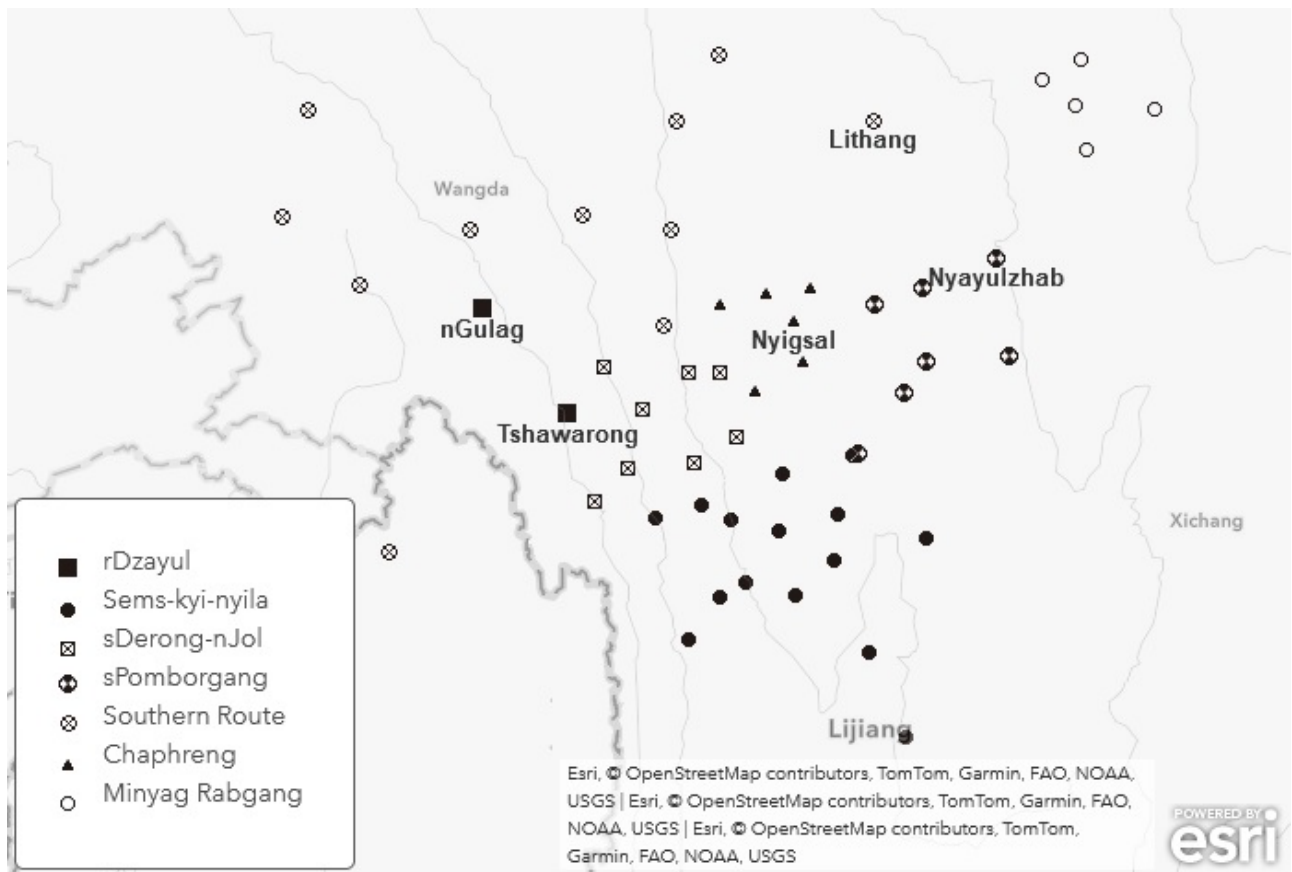 Lithang
Wangda
Nyayulzhab
nGulag
Nyigsal
Tshawarong
Xichang
rDzayul
Sems-kyi-nyila
sDerong-nJol
sPomborgang
Southern Route
Chaphreng
Minyag Rabgang
Lijiang
Esri, © OpenStreetMap contributors, TomTom, Garmin, FAO, NOAA,
USGS | Esri, © OpenStreetMap contributors, TomTom, Garmin, FAO,
NOAA, USGS | Esri, © OpenStreetMap contributors, TomTom,
Garmin, FAO, NOAA, USGS
POWERED BY
esri